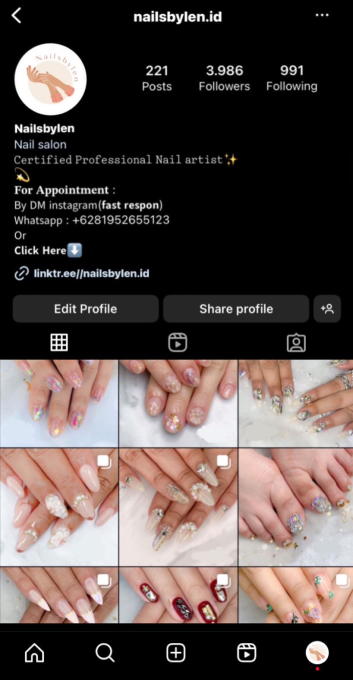 nailsbylen.id
Nailsbylen
221
Posts
3.986
Followers
991
Following
Nailsbylen
Nail salon
Certified Professional Nail artist✨
💫
For Appointment :
By DM instagram(fast respon)
Whatsapp : +6281952655123
Or
Click Here⬇️
linktr.ee//nailsbylen.id
Edit Profile
Share profile